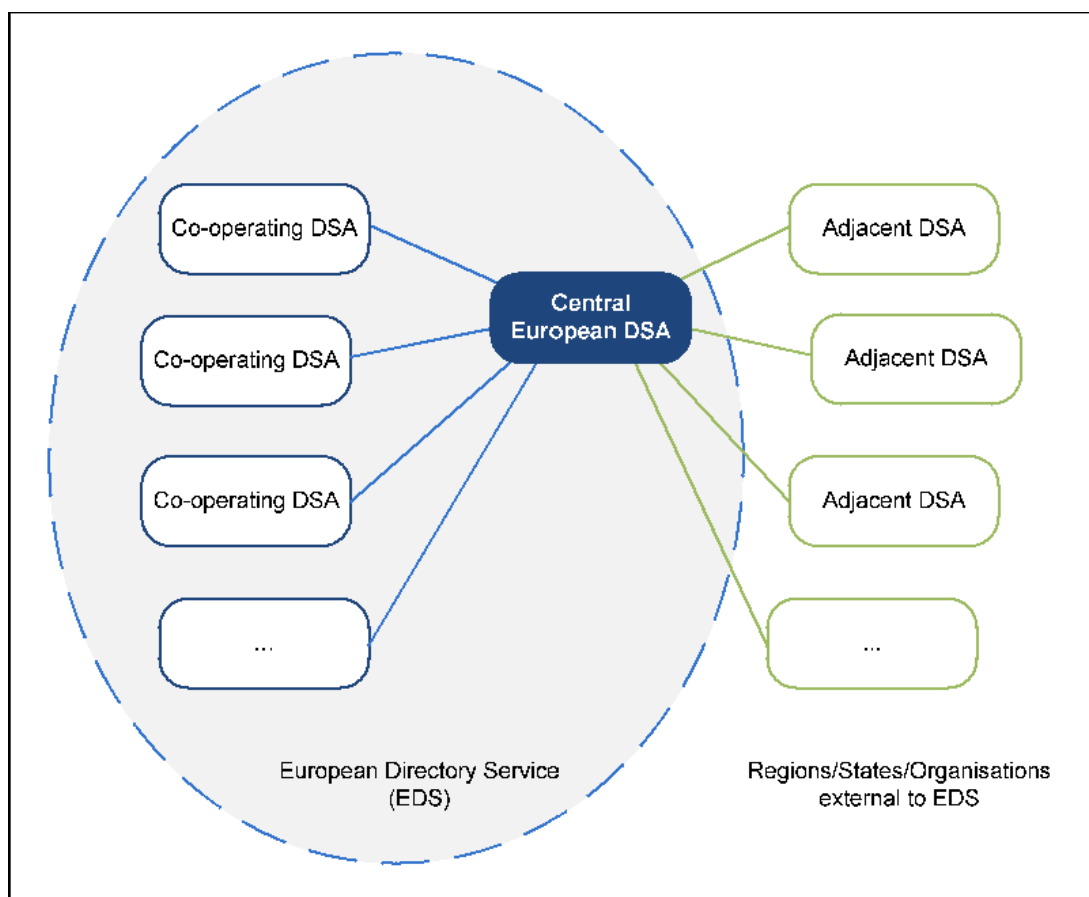 Co-operating DSA
Adjacent DSA
Central
European DSA
Co-operating DSA
Adjacent DSA
Co-operating DSA
Adjacent DSA
...
...
European Directory Service
(EDS)
Regions/States/Organisations
external to EDS